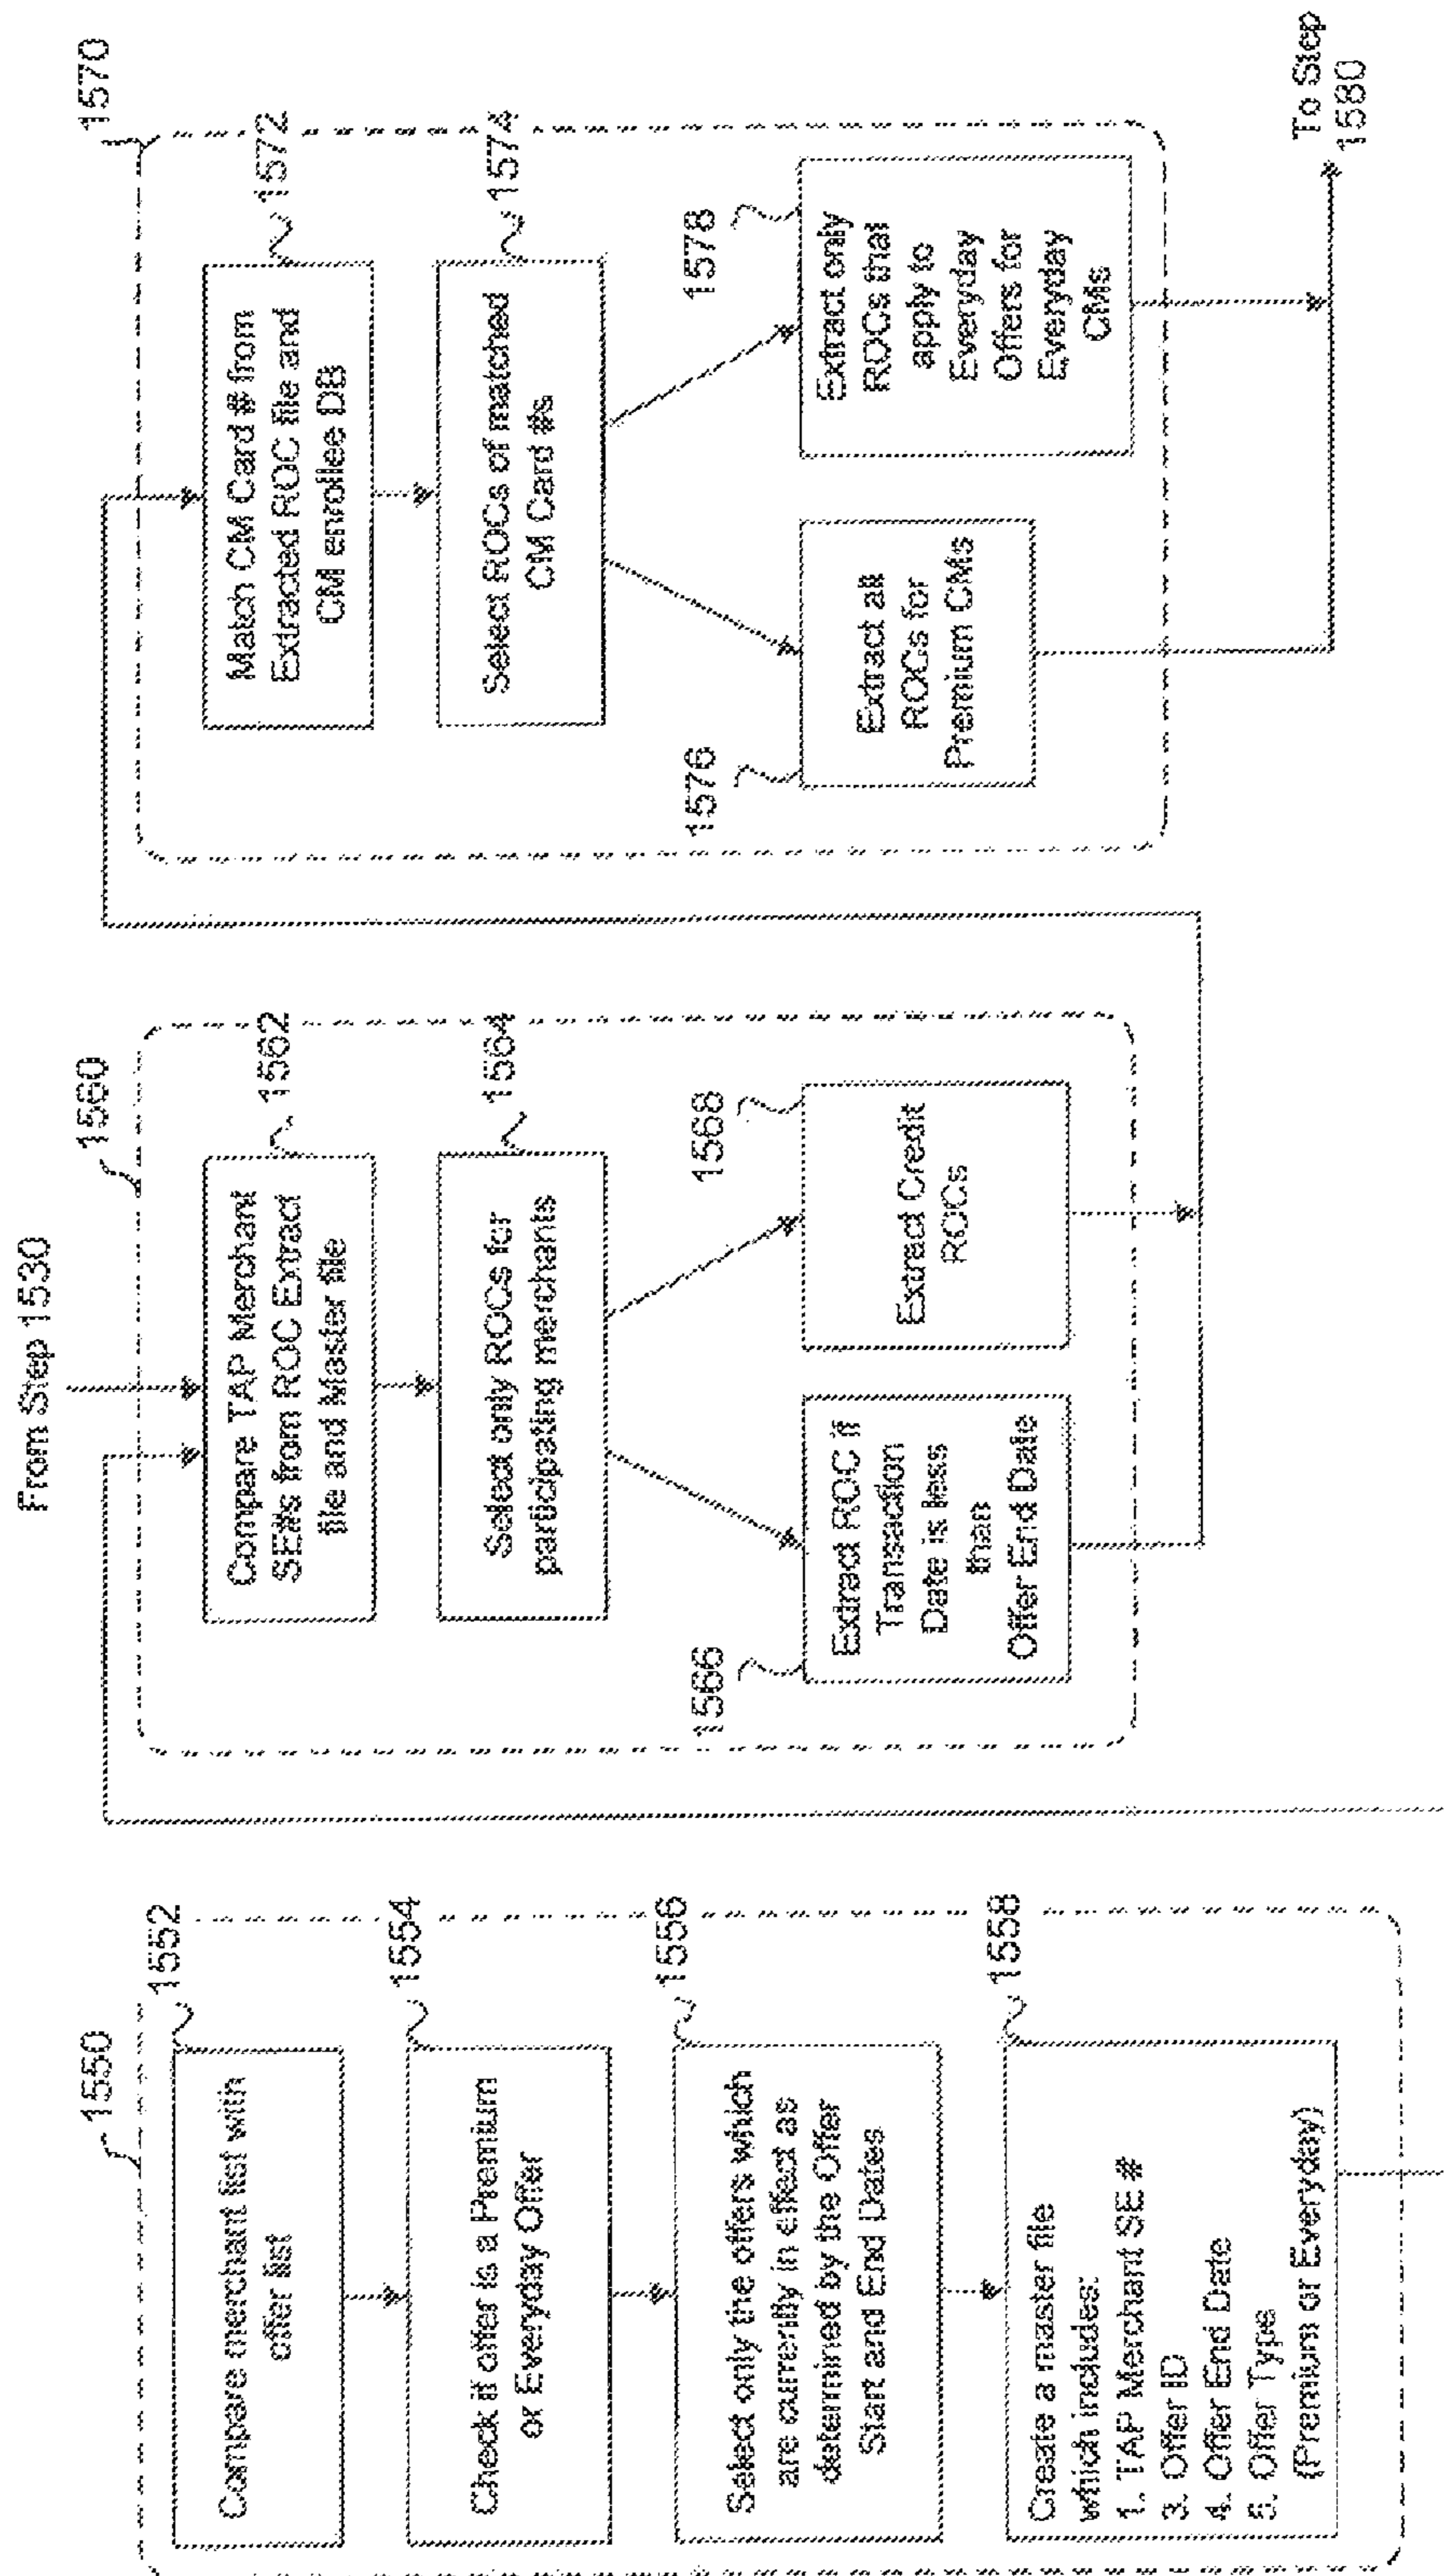 1550
1552
Compare merchant list with
offer list
1554
Check if offer is a Premium
or Everyday Offer
1556
Select only the offers which
are currently in effect as
determined by the Offer
Start and End Dates
1558
Create a master file
which includes:
1. TAP Merchant SE #
3. Offer ID
4. Offer End Date
5. Offer Type
(Premium or Everyday)
From Step 1530
1560
1562
Compare TAP Merchant
SE#s from ROC Extract
file and Master file
1564
Select only ROCs for
participating merchants
1566
Extract ROC if
Transaction
Date is less
than
Offer End Date
1568
Extract Credit
ROCs
1570
1572
Match CM Card # from
Extracted ROC file and
CM enrollee DB
1574
Select ROCs of matched
CM Card #s
1576
Extract all
ROCs for
Premium CMs
1578
Extract only
ROCs that
apply to
Everyday
Offers for
Everyday
CMs
To Step
1580